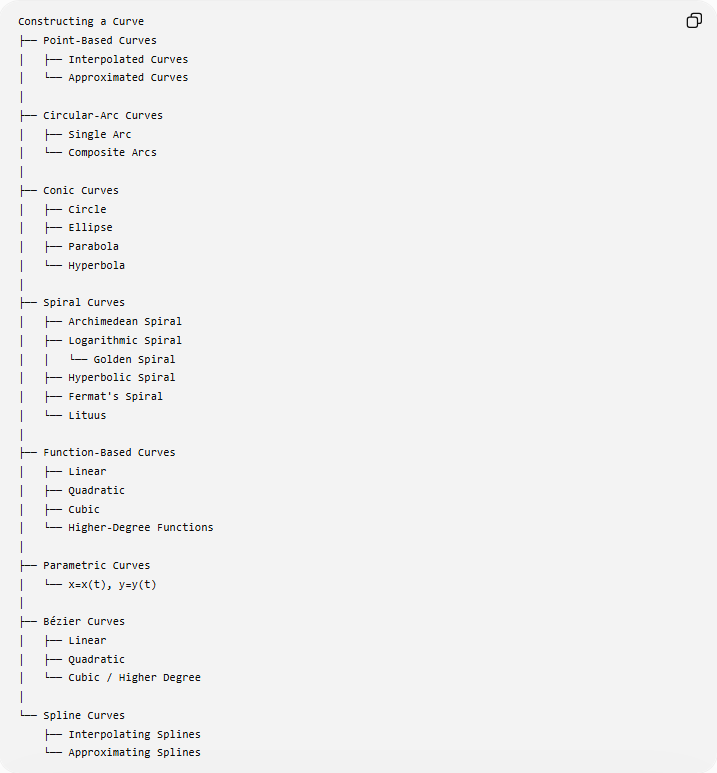 Constructing a Curve
├── Point-Based Curves
│   ├── Interpolated Curves
│   └── Approximated Curves
│
├── Circular-Arc Curves
│   ├── Single Arc
│   └── Composite Arcs
│
├── Conic Curves
│   ├── Circle
│   ├── Ellipse
│   ├── Parabola
│   └── Hyperbola
│
├── Spiral Curves
│   ├── Archimedean Spiral
│   ├── Logarithmic Spiral
│   │   └── Golden Spiral
│   ├── Hyperbolic Spiral
│   ├── Fermat's Spiral
│   └── Lituus
│
├── Function-Based Curves
│   ├── Linear
│   ├── Quadratic
│   ├── Cubic
│   └── Higher-Degree Functions
│
├── Parametric Curves
│   └── x=x(t), y=y(t)
│
├── Bézier Curves
│   ├── Linear
│   ├── Quadratic
│   └── Cubic / Higher Degree
│
└── Spline Curves
    ├── Interpolating Splines
    └── Approximating Splines